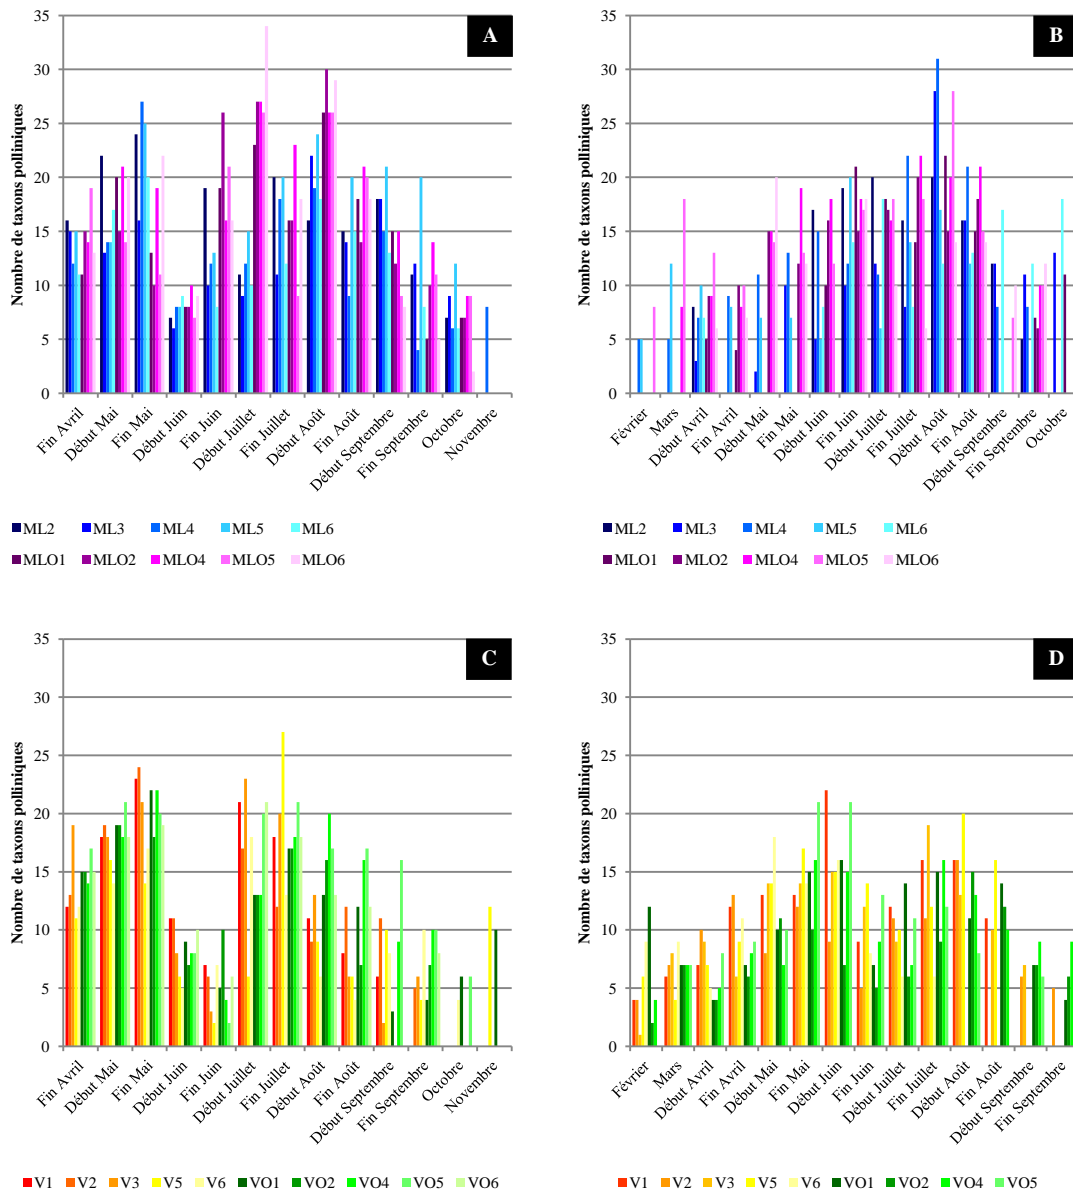 A
Nombre de taxons polliniques
35
30
25
20
15
10
5
0
Fin Avril
Début Mai
Fin Mai
Début Juin
Fin Juin
Début Juillet
Fin Juillet
Début Août
Fin Août
Début Septembre
Fin Septembre
Octobre
Novembre
ML2 ML3 ML4 ML5 ML6
MLO1 MLO2 MLO4 MLO5 MLO6
B
Nombre de taxons polliniques
35
30
25
20
15
10
5
0
Février
Mars
Début Avril
Fin Avril
Début Mai
Fin Mai
Début Juin
Fin Juin
Début Juillet
Fin Juillet
Début Août
Fin Août
Début Septembre
Fin Septembre
Octobre
ML2 ML3 ML4 ML5 ML6
MLO1 MLO2 MLO4 MLO5 MLO6
C
Nombre de taxons polliniques
35
30
25
20
15
10
5
0
Fin Avril
Début Mai
Fin Mai
Début Juin
Fin Juin
Début Juillet
Fin Juillet
Début Août
Fin Août
Début Septembre
Fin Septembre
Octobre
Novembre
V1 V2 V3 V5 V6 VO1 VO2 VO4 VO5 VO6
D
Nombre de taxons polliniques
35
30
25
20
15
10
5
0
Février
Mars
Début Avril
Fin Avril
Début Mai
Fin Mai
Début Juin
Fin Juin
Début Juillet
Fin Juillet
Début Août
Fin Août
Début Septembre
Fin Septembre
V1 V2 V3 V5 V6 VO1 VO2 VO4 VO5